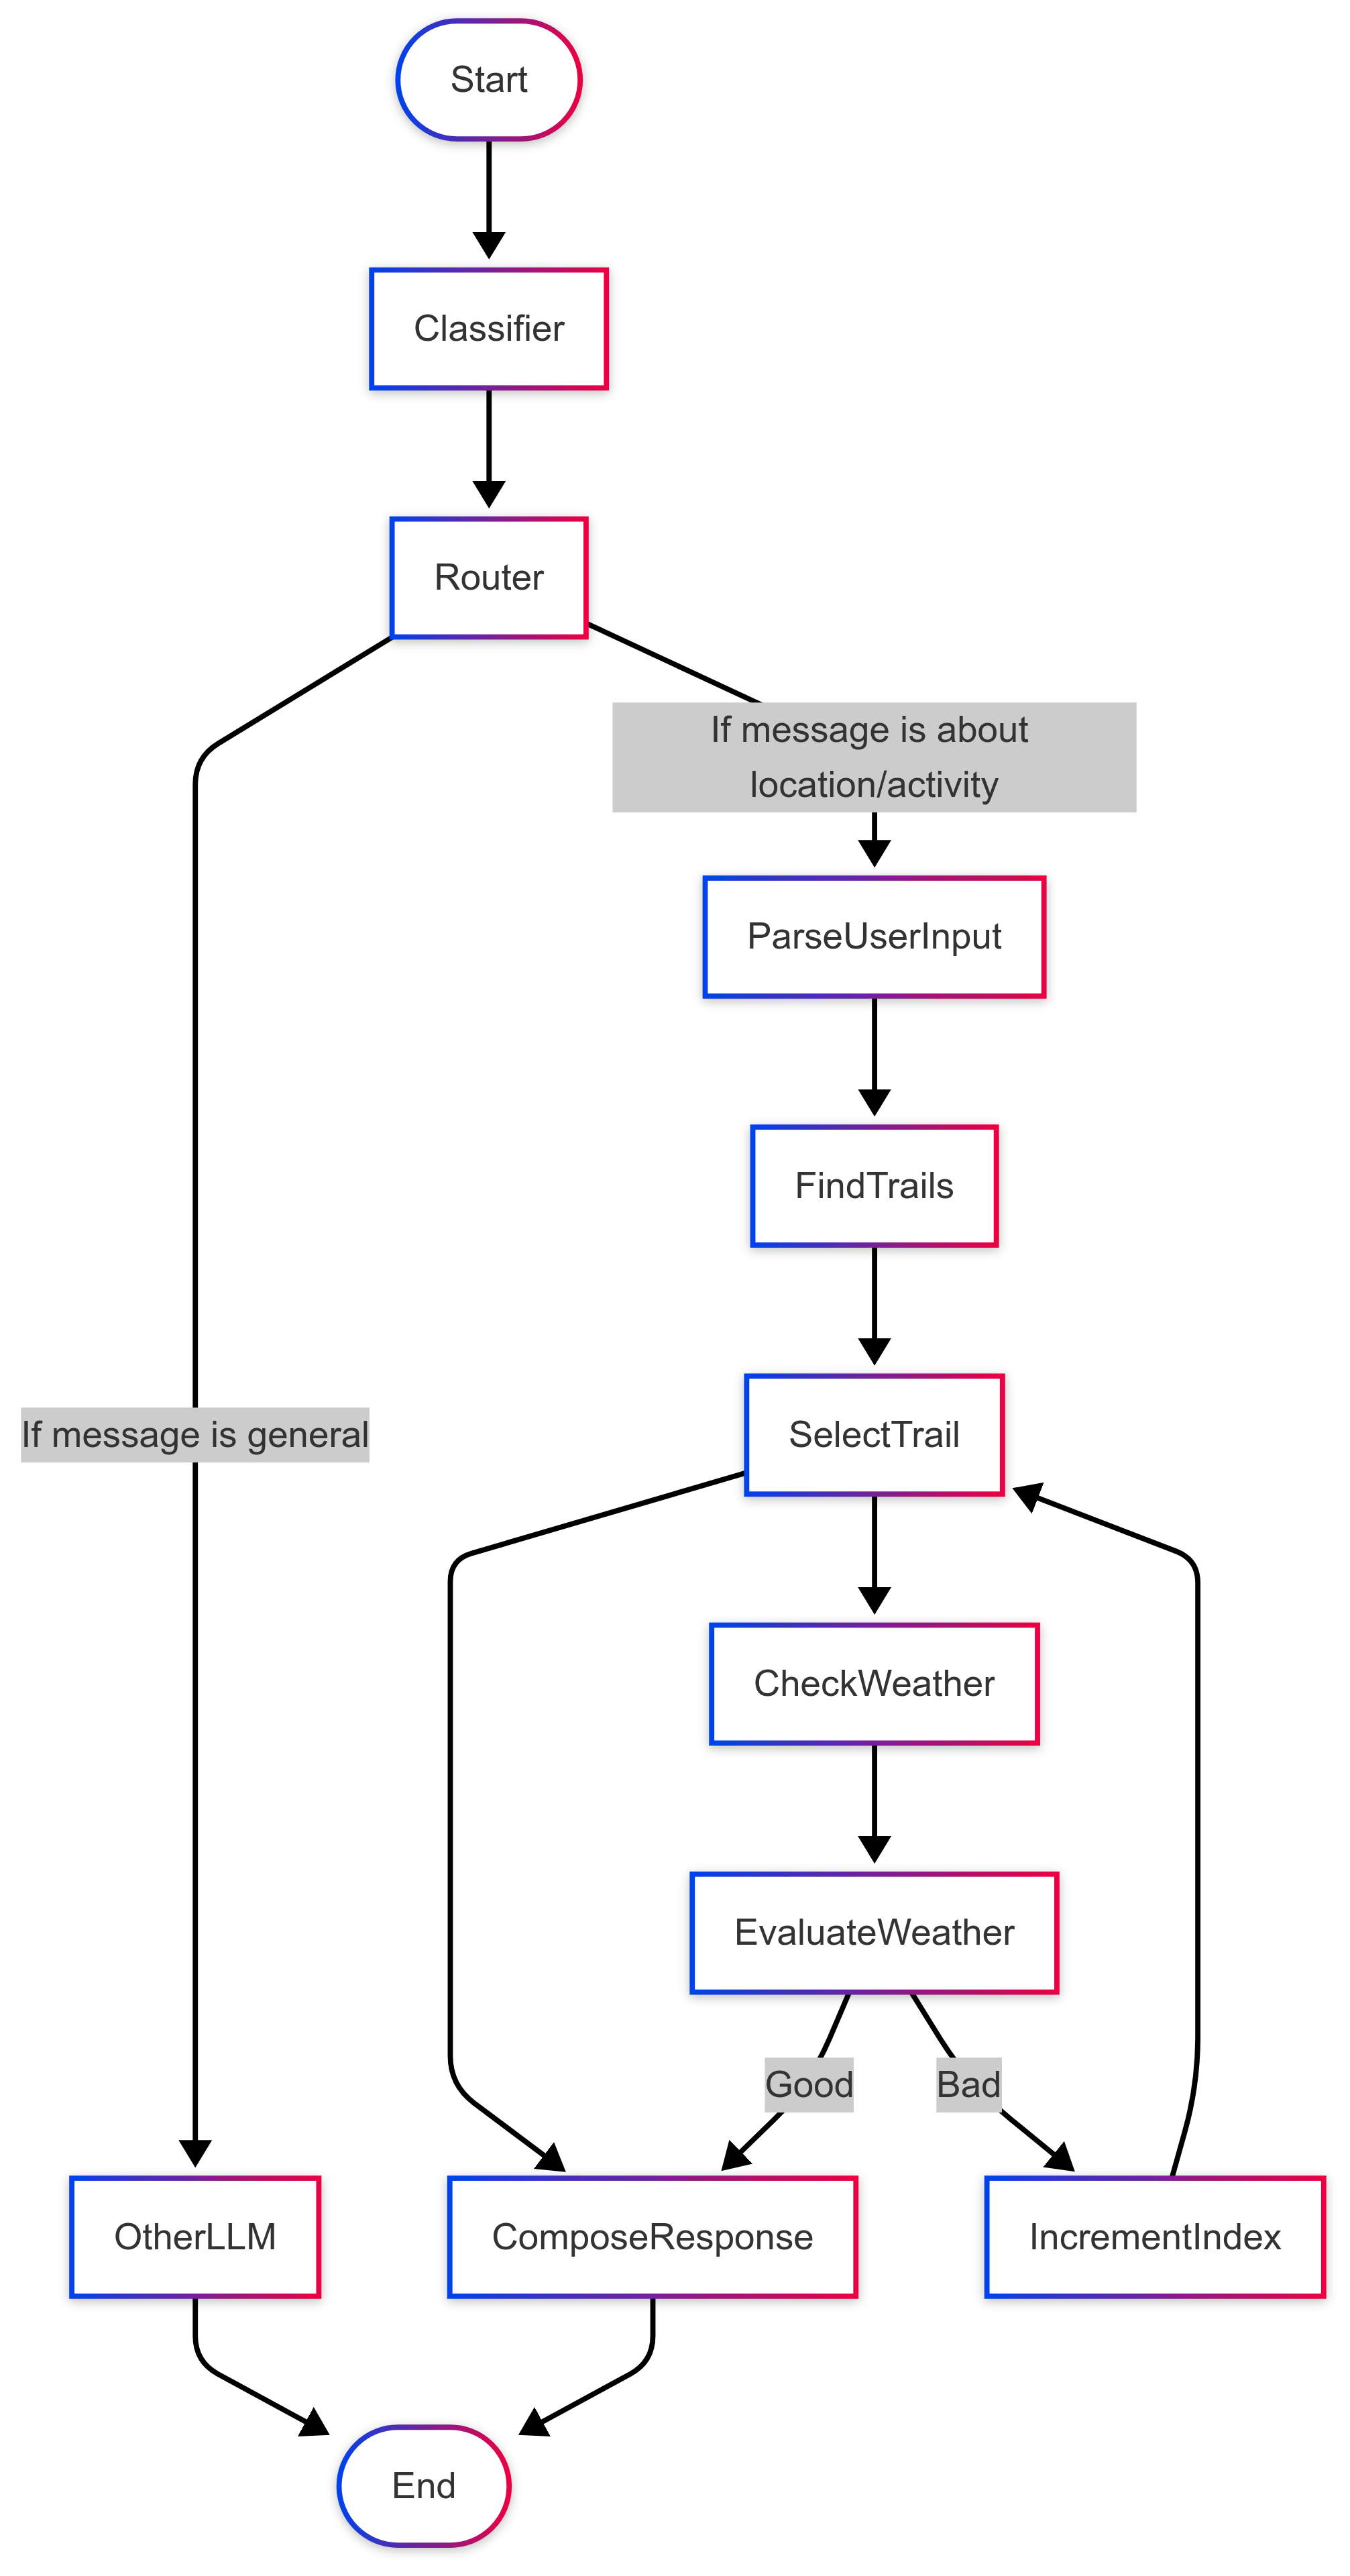 Start
Classifier
Router
If message is about
location/activity
ParseUserInput
FindTrails
SelectTrail
If message is general
CheckWeather
EvaluateWeather
Good
Bad
OtherLLM
ComposeResponse
IncrementIndex
End